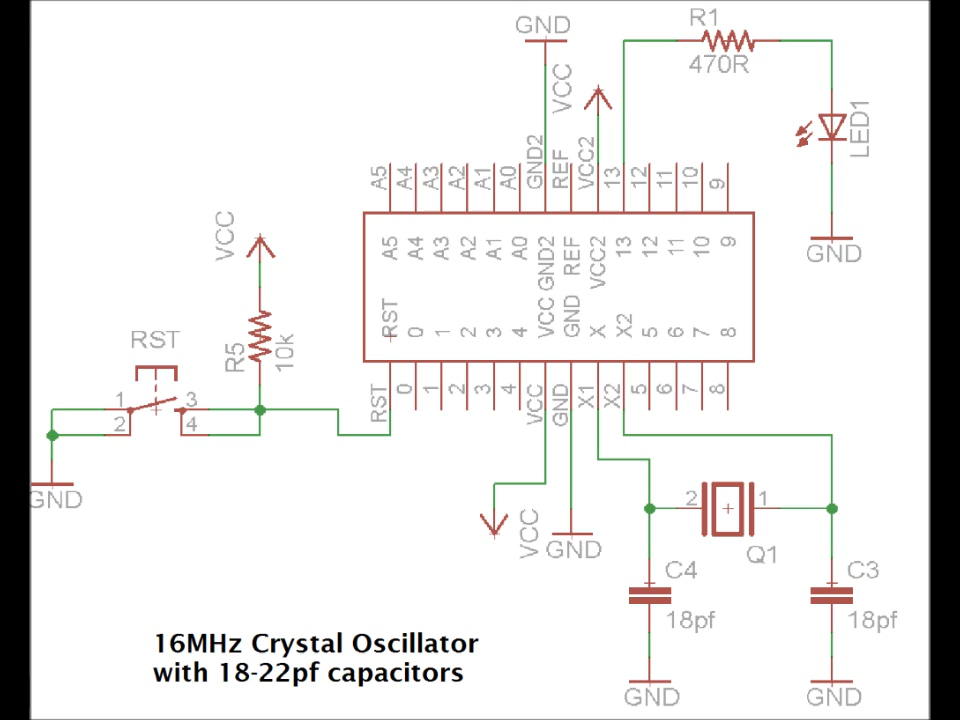 GND
R1
470R
VCC
LED1
GND
A5 A4 A3 A2 A1 A0 GND2 REF VCC2 13 12 11 10 9
A5 A4 A3 A2 A1 A0 GND2 REF VCC2 13 12 11 10 9
RST 0 1 2 3 4 VCC GND X X2 5 6 7 8
RST 0 1 2 3 4 VCC GND X1 X2 5 6 7 8
VCC
R5
10k
RST
1 3
2 4
GND
VCC
GND
2 1
Q1
C4
18pf
C3
18pf
GND
GND
16MHz Crystal Oscillator
with 18-22pf capacitors